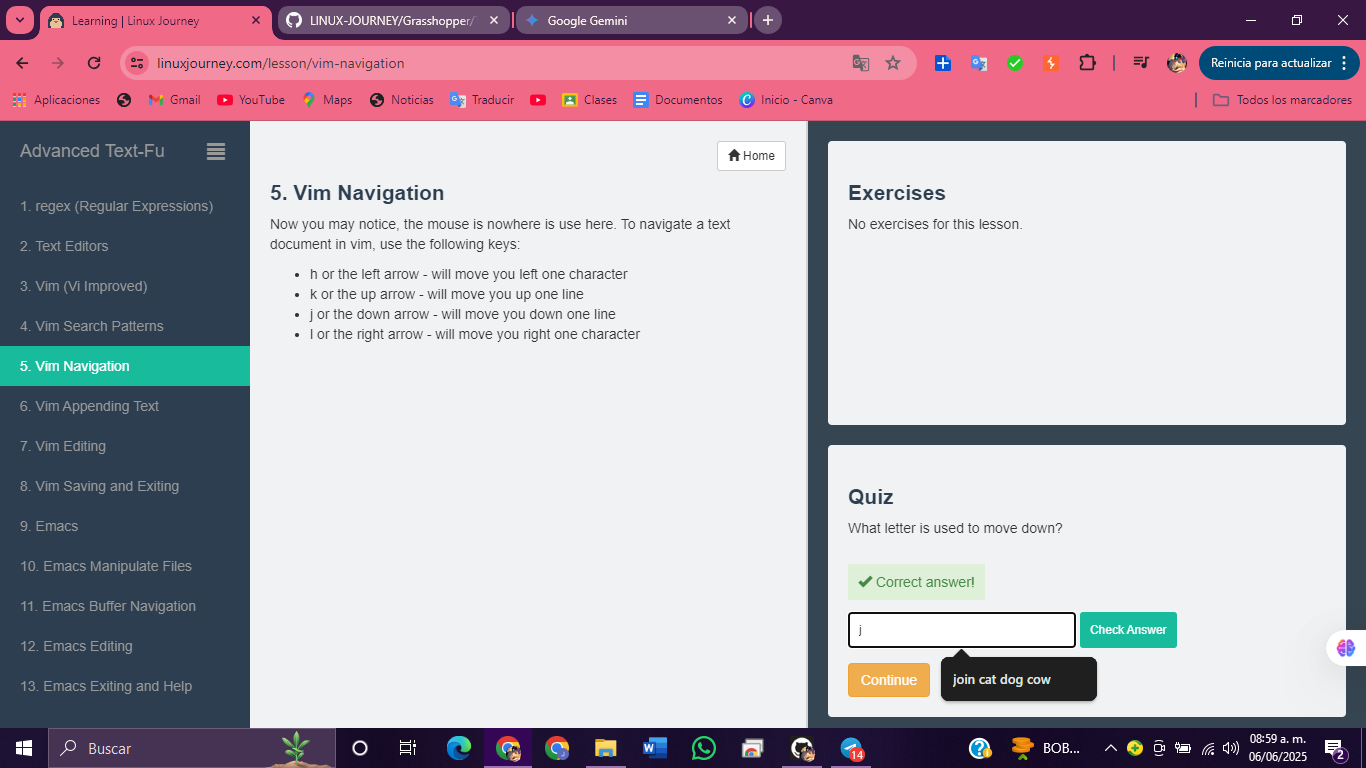 Learning | Linux Journey
LINUX-JOURNEY/Grasshopper/
Google Gemini
linuxjourney.com/lesson/vim-navigation
Reinicia para actualizar
Aplicaciones
Gmail
YouTube
Maps
Noticias
Traducir
Clases
Documentos
Inicio - Canva
Todos los marcadores
Advanced Text-Fu
1. regex (Regular Expressions)
2. Text Editors
3. Vim (Vi Improved)
4. Vim Search Patterns
5. Vim Navigation
6. Vim Appending Text
7. Vim Editing
8. Vim Saving and Exiting
9. Emacs
10. Emacs Manipulate Files
11. Emacs Buffer Navigation
12. Emacs Editing
13. Emacs Exiting and Help
Home
5. Vim Navigation
Now you may notice, the mouse is nowhere is use here. To navigate a text
document in vim, use the following keys:
• h or the left arrow - will move you left one character
• k or the up arrow - will move you up one line
• j or the down arrow - will move you down one line
• l or the right arrow - will move you right one character
Exercises
No exercises for this lesson.
Quiz
What letter is used to move down?
Correct answer!
j
Check Answer
Continue
join cat dog cow
Buscar
14
BOB...
08:59 a. m.
06/06/2025
2